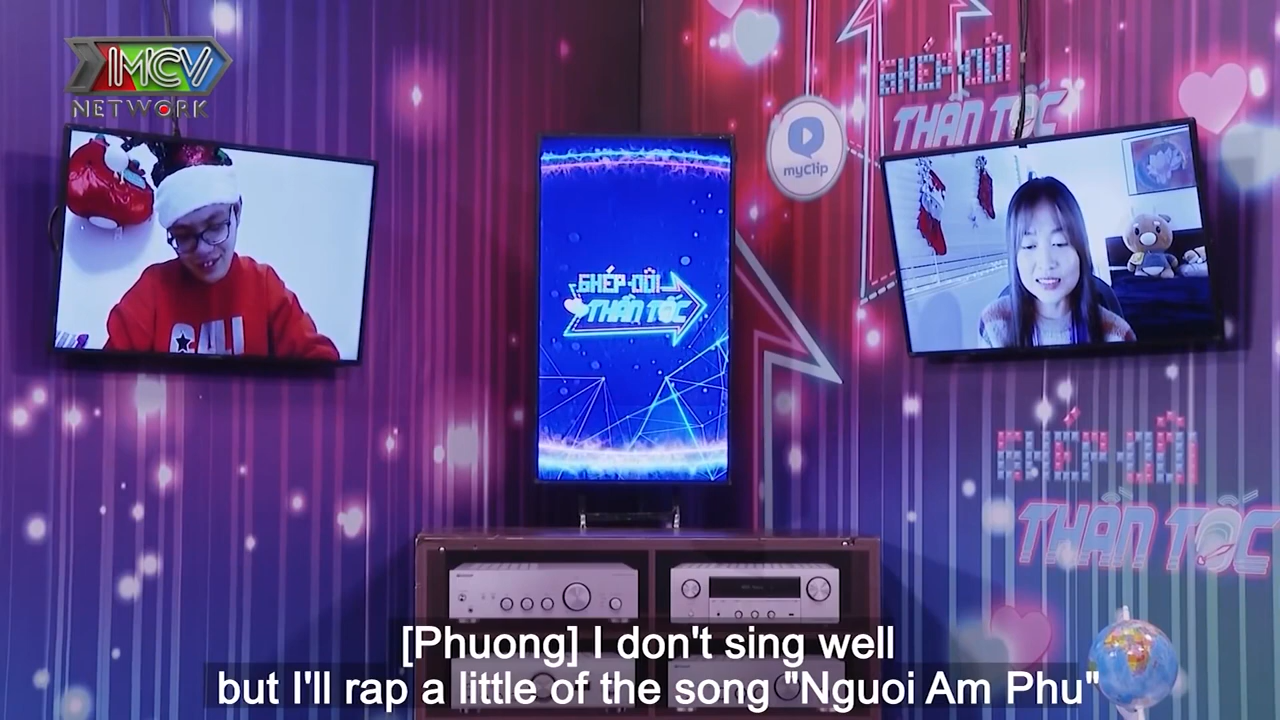 MCV
NETWORK
GHÉP ĐÔI
THẦN TỐC
myclip
GHÉP ĐÔI
THẦN TỐC
GHÉP ĐÔI
THẦN TỐC
[Phuong] I don't sing well
but I'll rap a little of the song "Nguoi Am Phu"